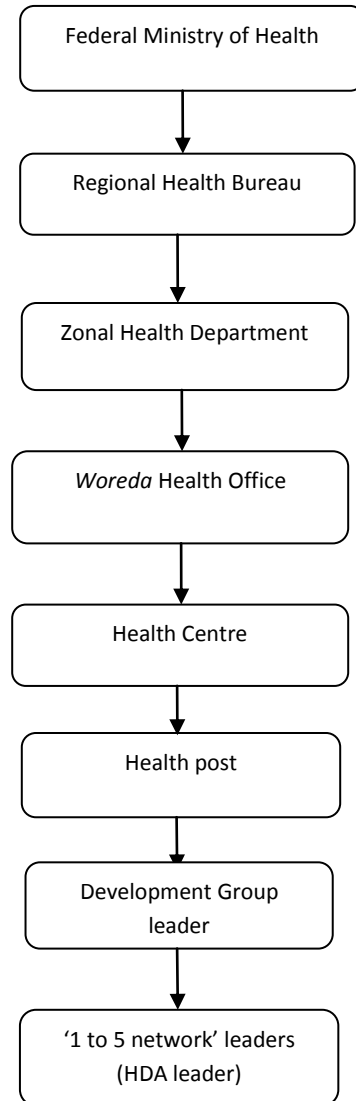 Federal Ministry of Health
Regional Health Bureau
Zonal Health Department
Woreda Health Office
Health Centre
Health post
Development Group
leader
‘1 to 5 network’ leaders
(HDA leader)